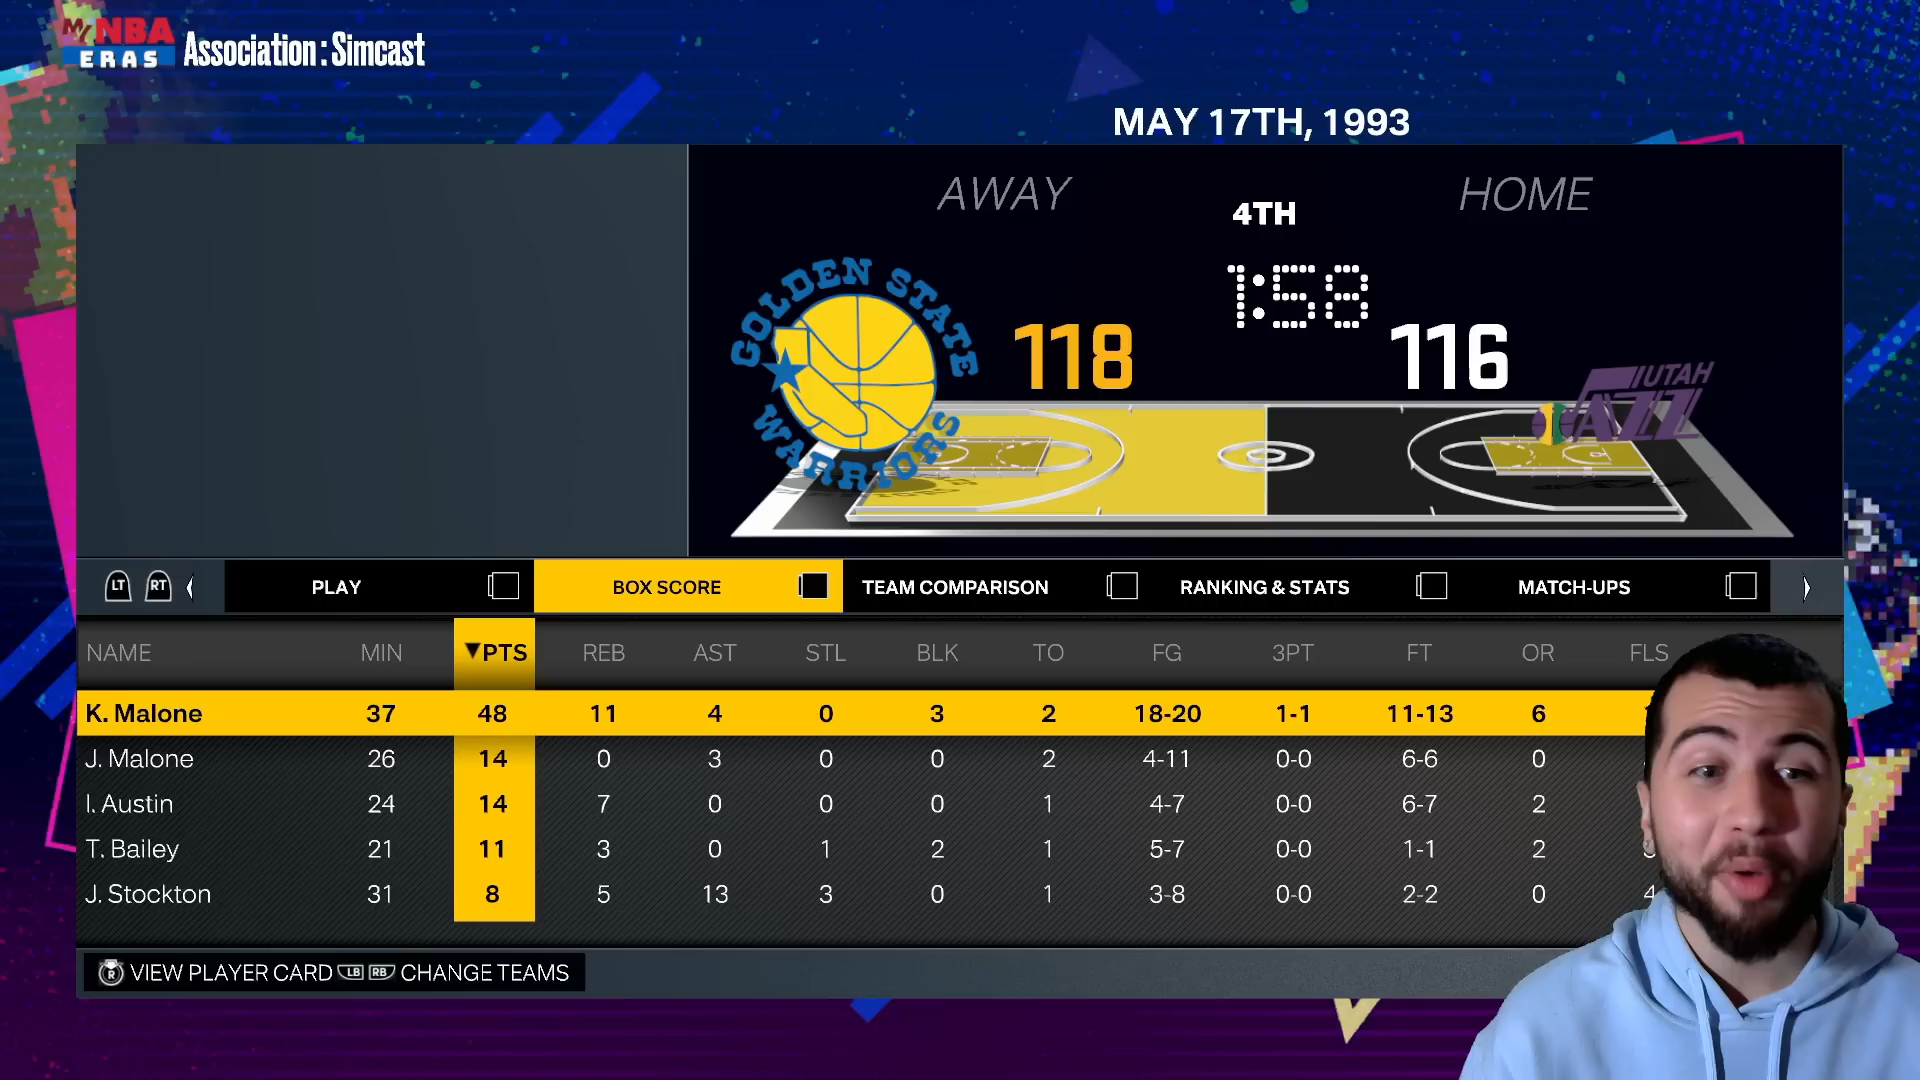 MY NBA
ERAS
Association : Simcast
MAY 17TH, 1993
AWAY
HOME
4TH
1:58
GOLDEN STATE
WARRIORS
118
116
UTAH
JAZZ
LT RT
PLAY
BOX SCORE
TEAM COMPARISON
RANKING & STATS
MATCH-UPS
NAME MIN ▼PTS REB AST STL BLK TO FG 3PT FT OR FLS
K. Malone 37 48 11 4 0 3 2 18-20 1-1 11-13 6
J. Malone 26 14 0 3 0 0 2 4-11 0-0 6-6 0
I. Austin 24 14 7 0 0 0 1 4-7 0-0 6-7 2
T. Bailey 21 11 3 0 1 2 1 5-7 0-0 1-1 2
J. Stockton 31 8 5 13 3 0 1 3-8 0-0 2-2 0 4
R VIEW PLAYER CARD LB RB CHANGE TEAMS